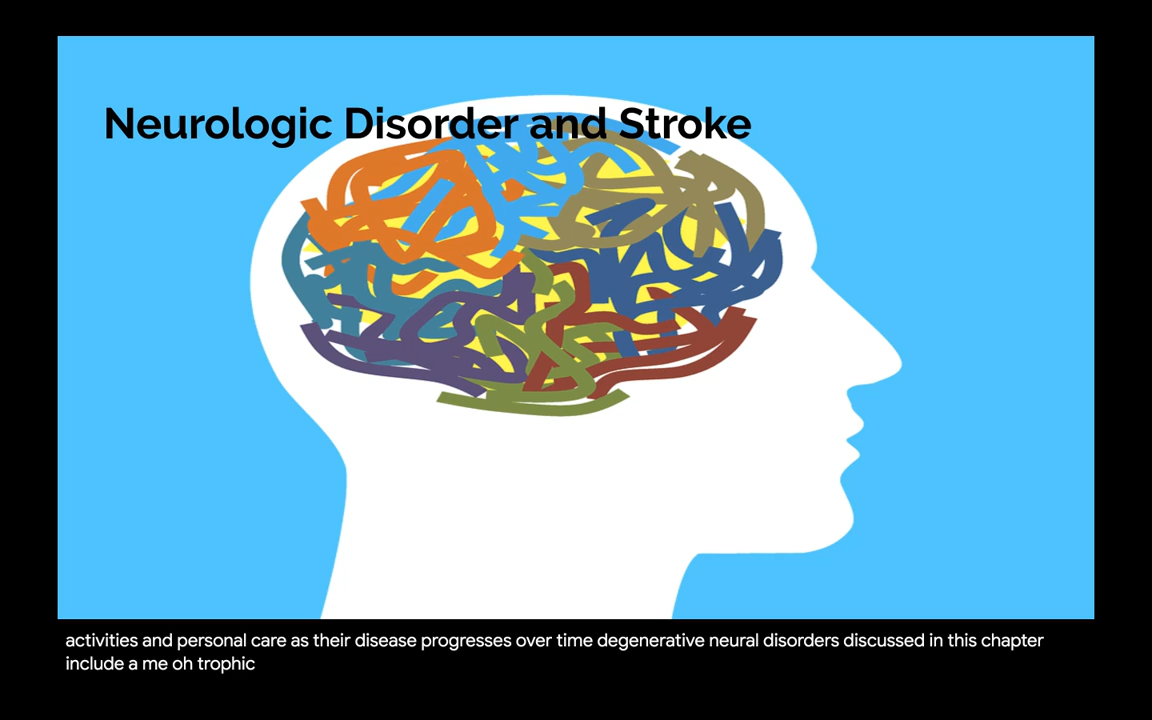 Neurologic Disorder and Stroke
activities and personal care as their disease progresses over time degenerative neural disorders discussed in this chapter
include a me oh trophic